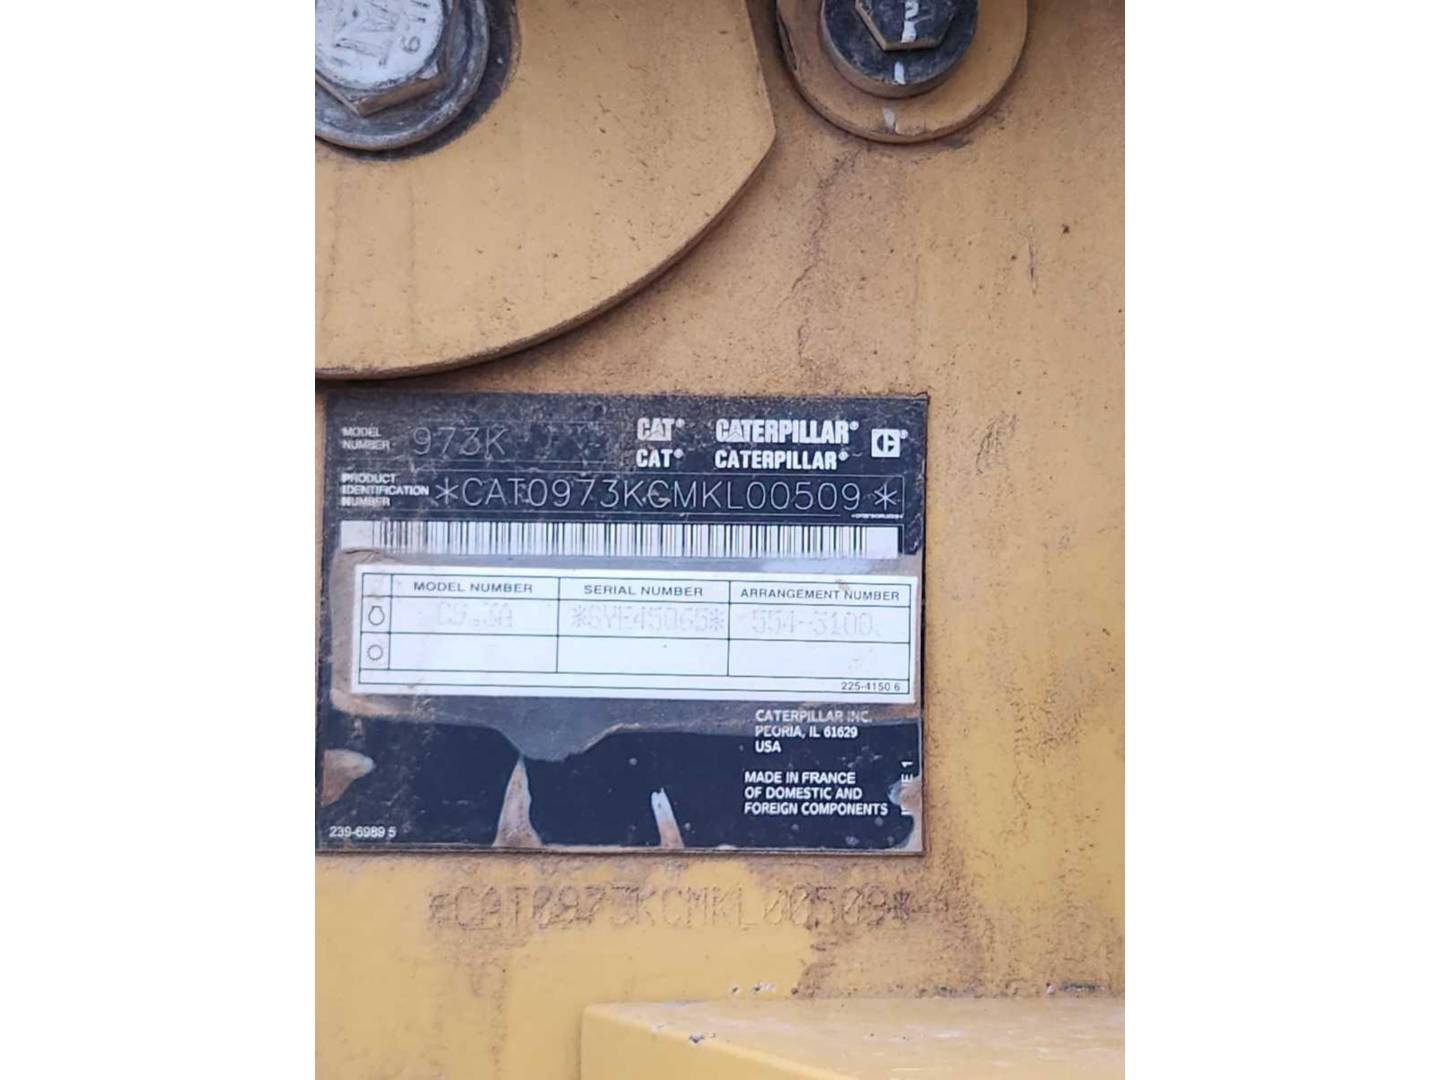 MODEL NUMBER 973K CAT® CATERPILLAR®
CAT® CATERPILLAR®
PRODUCT IDENTIFICATION NUMBER *CAT0973KCMKL00509*
MODEL NUMBER SERIAL NUMBER ARRANGEMENT NUMBER
C9.3A 554-3100
225-4150 6
CATERPILLAR INC.
PEORIA, IL 61629
USA
MADE IN FRANCE
OF DOMESTIC AND
FOREIGN COMPONENTS
239-6989 5
*CAT0973KCMKL00509*